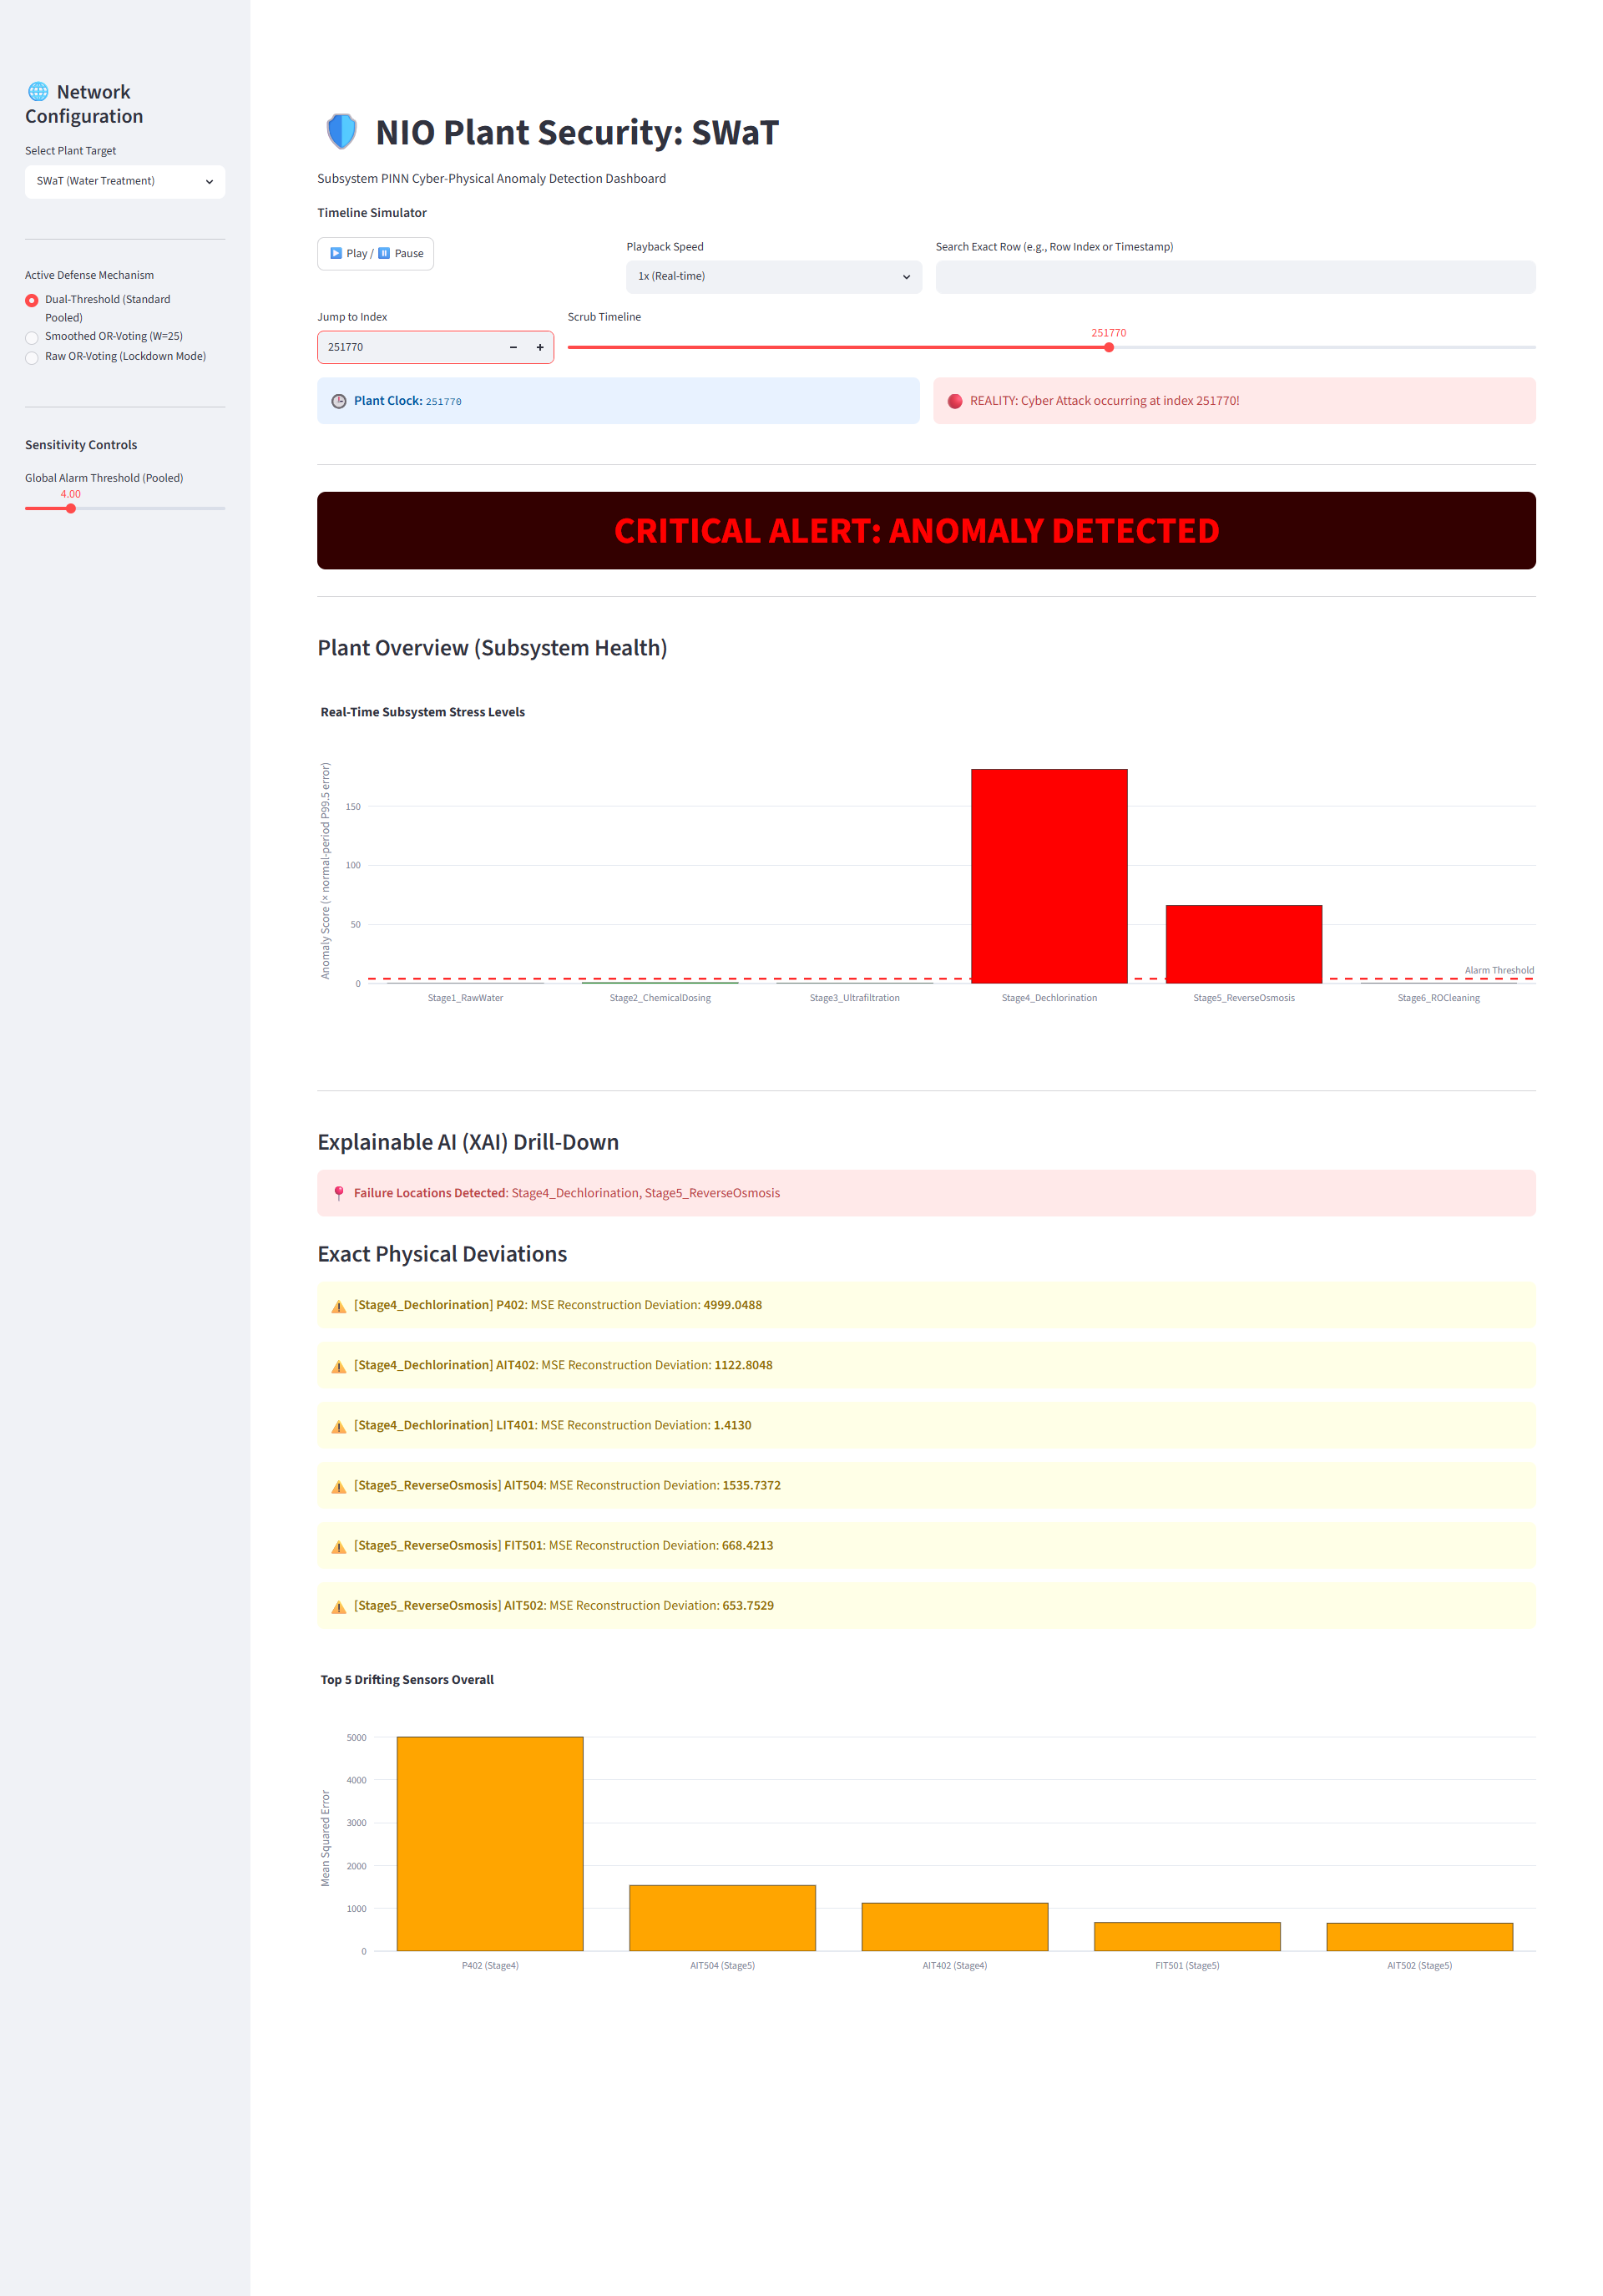 🌐 Network
Configuration
Select Plant Target
SWaT (Water Treatment)
Active Defense Mechanism
Dual-Threshold (Standard
Pooled)
Smoothed OR-Voting (W=25)
Raw OR-Voting (Lockdown Mode)
Sensitivity Controls
Global Alarm Threshold (Pooled)
4.00
🛡️ NIO Plant Security: SWaT
Subsystem PINN Cyber-Physical Anomaly Detection Dashboard
Timeline Simulator
▶️ Play / ⏸️ Pause
Playback Speed
1x (Real-time)
Search Exact Row (e.g., Row Index or Timestamp)
Jump to Index
251770
Scrub Timeline
251770
🕒 Plant Clock: 251770
🔴 REALITY: Cyber Attack occurring at index 251770!
CRITICAL ALERT: ANOMALY DETECTED
Plant Overview (Subsystem Health)
Real-Time Subsystem Stress Levels
Anomaly Score (× normal-period P99.5 error)
150
100
50
0
Alarm Threshold
Stage1_RawWater
Stage2_ChemicalDosing
Stage3_Ultrafiltration
Stage4_Dechlorination
Stage5_ReverseOsmosis
Stage6_ROCleaning
Explainable AI (XAI) Drill-Down
📍 Failure Locations Detected: Stage4_Dechlorination, Stage5_ReverseOsmosis
Exact Physical Deviations
⚠️ [Stage4_Dechlorination] P402: MSE Reconstruction Deviation: 4999.0488
⚠️ [Stage4_Dechlorination] AIT402: MSE Reconstruction Deviation: 1122.8048
⚠️ [Stage4_Dechlorination] LIT401: MSE Reconstruction Deviation: 1.4130
⚠️ [Stage5_ReverseOsmosis] AIT504: MSE Reconstruction Deviation: 1535.7372
⚠️ [Stage5_ReverseOsmosis] FIT501: MSE Reconstruction Deviation: 668.4213
⚠️ [Stage5_ReverseOsmosis] AIT502: MSE Reconstruction Deviation: 653.7529
Top 5 Drifting Sensors Overall
Mean Squared Error
5000
4000
3000
2000
1000
0
P402 (Stage4)
AIT504 (Stage5)
AIT402 (Stage4)
FIT501 (Stage5)
AIT502 (Stage5)